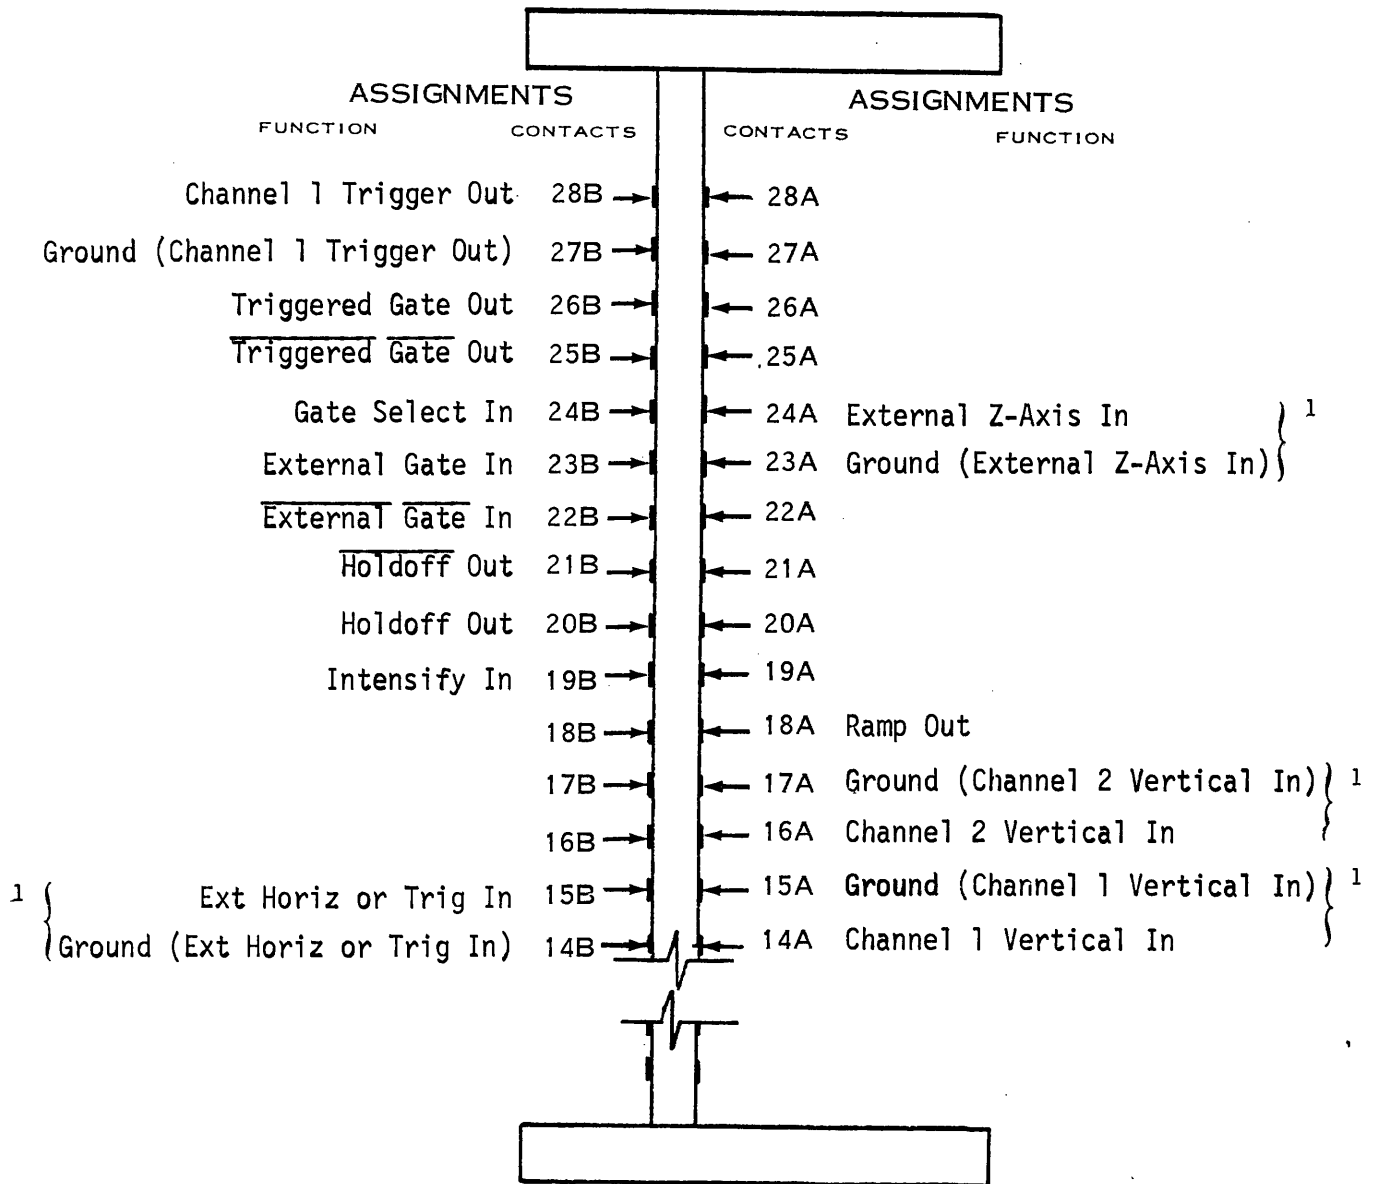 ASSIGNMENTS ASSIGNMENTS
FUNCTION CONTACTS CONTACTS FUNCTION
Channel 1 Trigger Out 28B 28A
Ground (Channel 1 Trigger Out) 27B 27A
Triggered Gate Out 26B 26A
Triggered Gate Out 25B 25A
Gate Select In 24B 24A External Z-Axis In 1
External Gate In 23B 23A Ground (External Z-Axis In)
External Gate In 22B 22A
Holdoff Out 21B 21A
Holdoff Out 20B 20A
Intensify In 19B 19A
18B 18A Ramp Out
17B 17A Ground (Channel 2 Vertical In) 1
16B 16A Channel 2 Vertical In
1 Ext Horiz or Trig In 15B 15A Ground (Channel 1 Vertical In) 1
Ground (Ext Horiz or Trig In) 14B 14A Channel 1 Vertical In